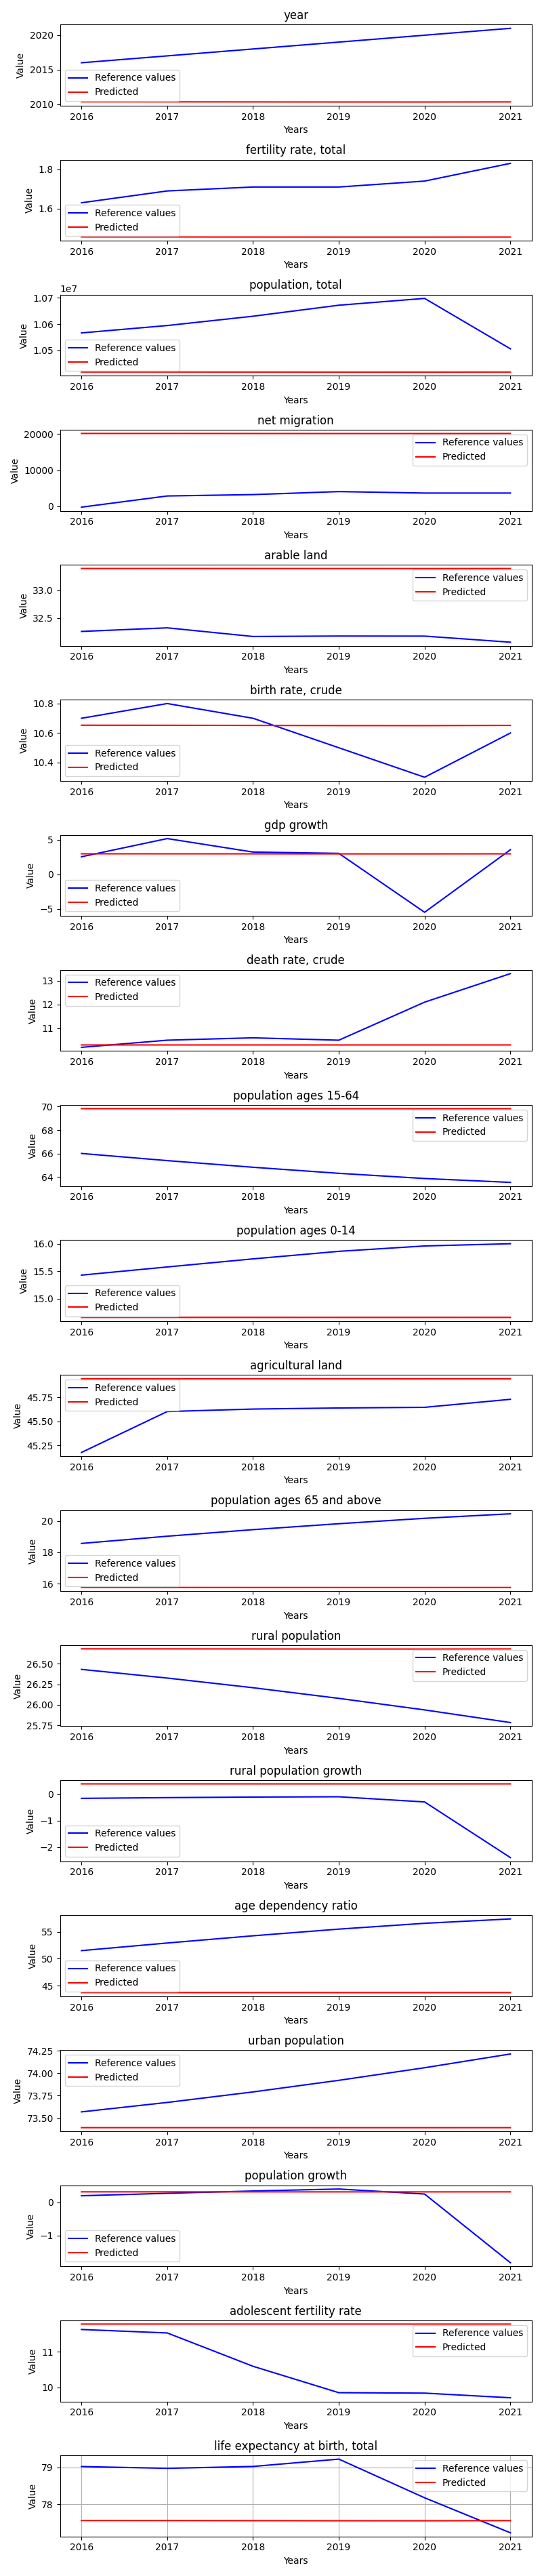 year
2020
2015
2010
Value
Reference values
Predicted
2016 2017 2018 2019 2020 2021
Years
fertility rate, total
1.8
1.6
Value
Reference values
Predicted
2016 2017 2018 2019 2020 2021
Years
population, total
1e7
1.07
1.06
1.05
Value
Reference values
Predicted
2016 2017 2018 2019 2020 2021
Years
net migration
20000
10000
0
Value
Reference values
Predicted
2016 2017 2018 2019 2020 2021
Years
arable land
33.0
32.5
Value
Reference values
Predicted
2016 2017 2018 2019 2020 2021
Years
birth rate, crude
10.8
10.6
10.4
Value
Reference values
Predicted
2016 2017 2018 2019 2020 2021
Years
gdp growth
5
0
−5
Value
Reference values
Predicted
2016 2017 2018 2019 2020 2021
Years
death rate, crude
13
12
11
Value
Reference values
Predicted
2016 2017 2018 2019 2020 2021
Years
population ages 15-64
70
68
66
64
Value
Reference values
Predicted
2016 2017 2018 2019 2020 2021
Years
population ages 0-14
16.0
15.5
15.0
Value
Reference values
Predicted
2016 2017 2018 2019 2020 2021
Years
agricultural land
45.75
45.50
45.25
Value
Reference values
Predicted
2016 2017 2018 2019 2020 2021
Years
population ages 65 and above
20
18
16
Value
Reference values
Predicted
2016 2017 2018 2019 2020 2021
Years
rural population
26.50
26.25
26.00
25.75
Value
Reference values
Predicted
2016 2017 2018 2019 2020 2021
Years
rural population growth
0
−1
−2
Value
Reference values
Predicted
2016 2017 2018 2019 2020 2021
Years
age dependency ratio
55
50
45
Value
Reference values
Predicted
2016 2017 2018 2019 2020 2021
Years
urban population
74.25
74.00
73.75
73.50
Value
Reference values
Predicted
2016 2017 2018 2019 2020 2021
Years
population growth
0
−1
Value
Reference values
Predicted
2016 2017 2018 2019 2020 2021
Years
adolescent fertility rate
11
10
Value
Reference values
Predicted
2016 2017 2018 2019 2020 2021
Years
life expectancy at birth, total
79
78
Value
Reference values
Predicted
2016 2017 2018 2019 2020 2021
Years